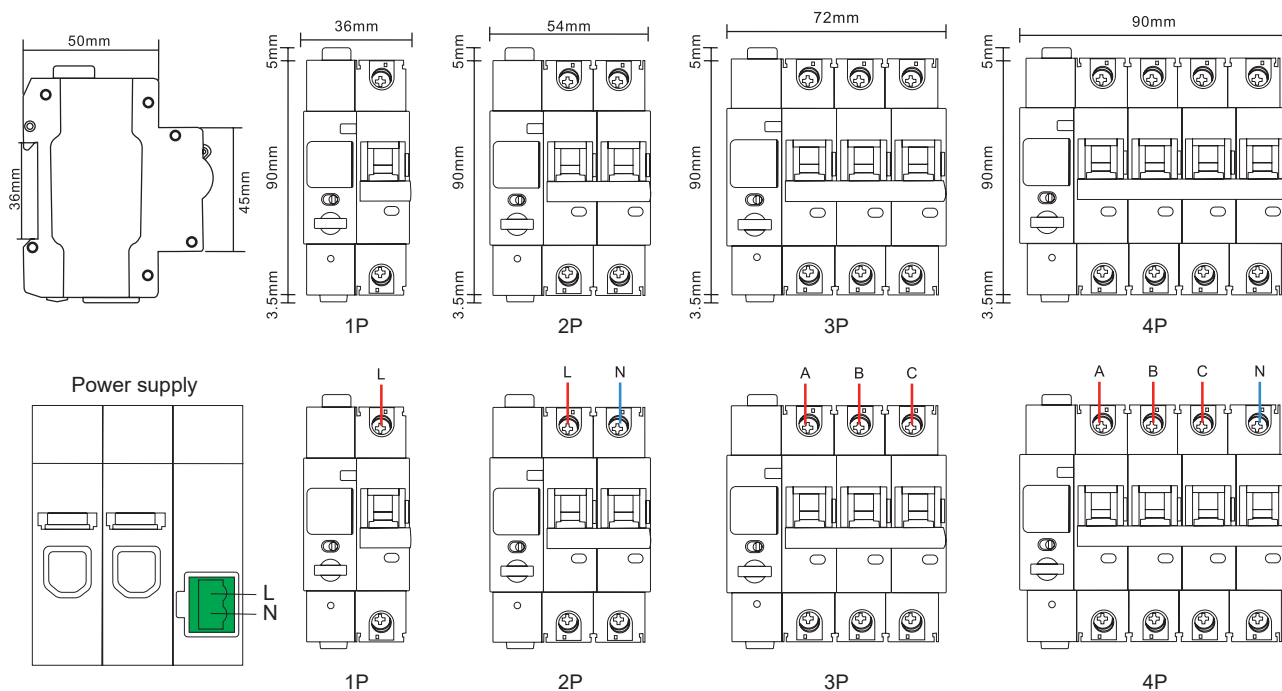 50mm
36mm
45mm
36mm
5mm
90mm
3.5mm
1P
54mm
5mm
90mm
3.5mm
2P
72mm
5mm
90mm
3.5mm
3P
90mm
5mm
90mm
3.5mm
4P
Power supply
L
N
L
1P
L N
2P
A B C
3P
A B C N
4P